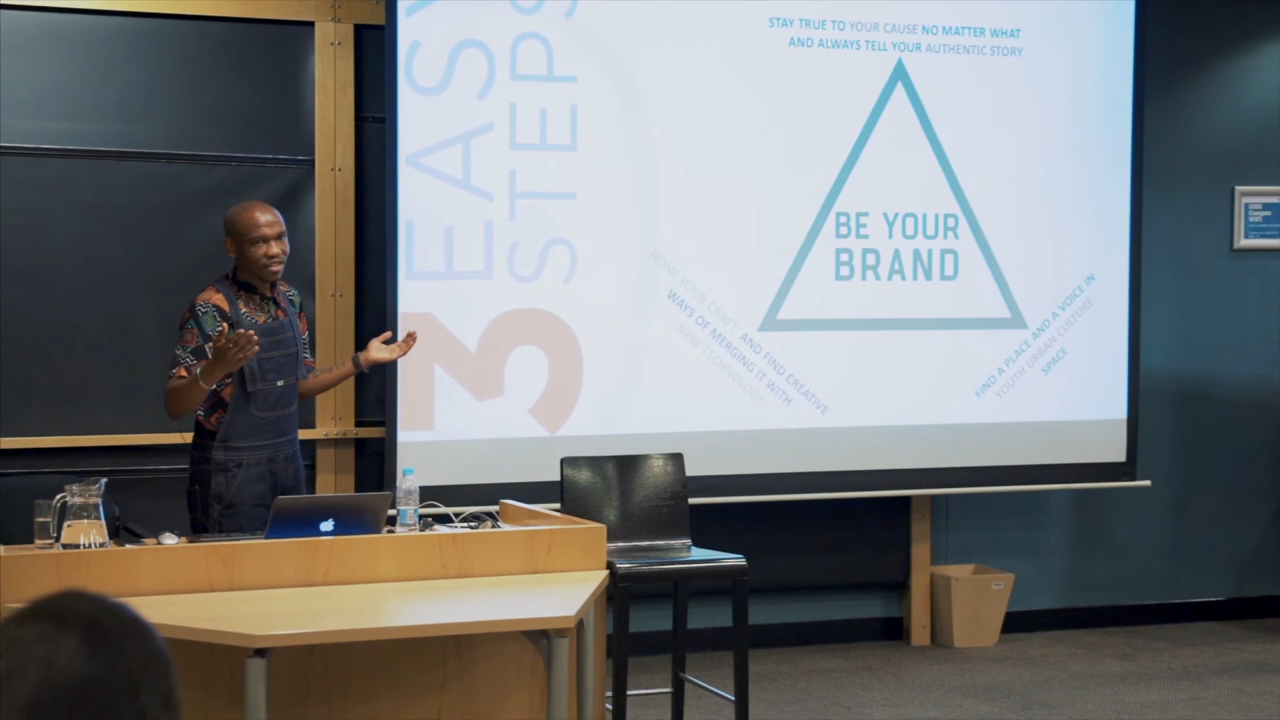 3 EASY
STEPS
STAY TRUE TO YOUR CAUSE NO MATTER WHAT
AND ALWAYS TELL YOUR AUTHENTIC STORY
BE YOUR
BRAND
HONE YOUR CRAFT, AND FIND CREATIVE
WAYS OF MERGING IT WITH
NEW TECHNOLOGY
FIND A PLACE AND A VOICE IN
YOUTH URBAN CULTURE
SPACE
Campus
WiFi